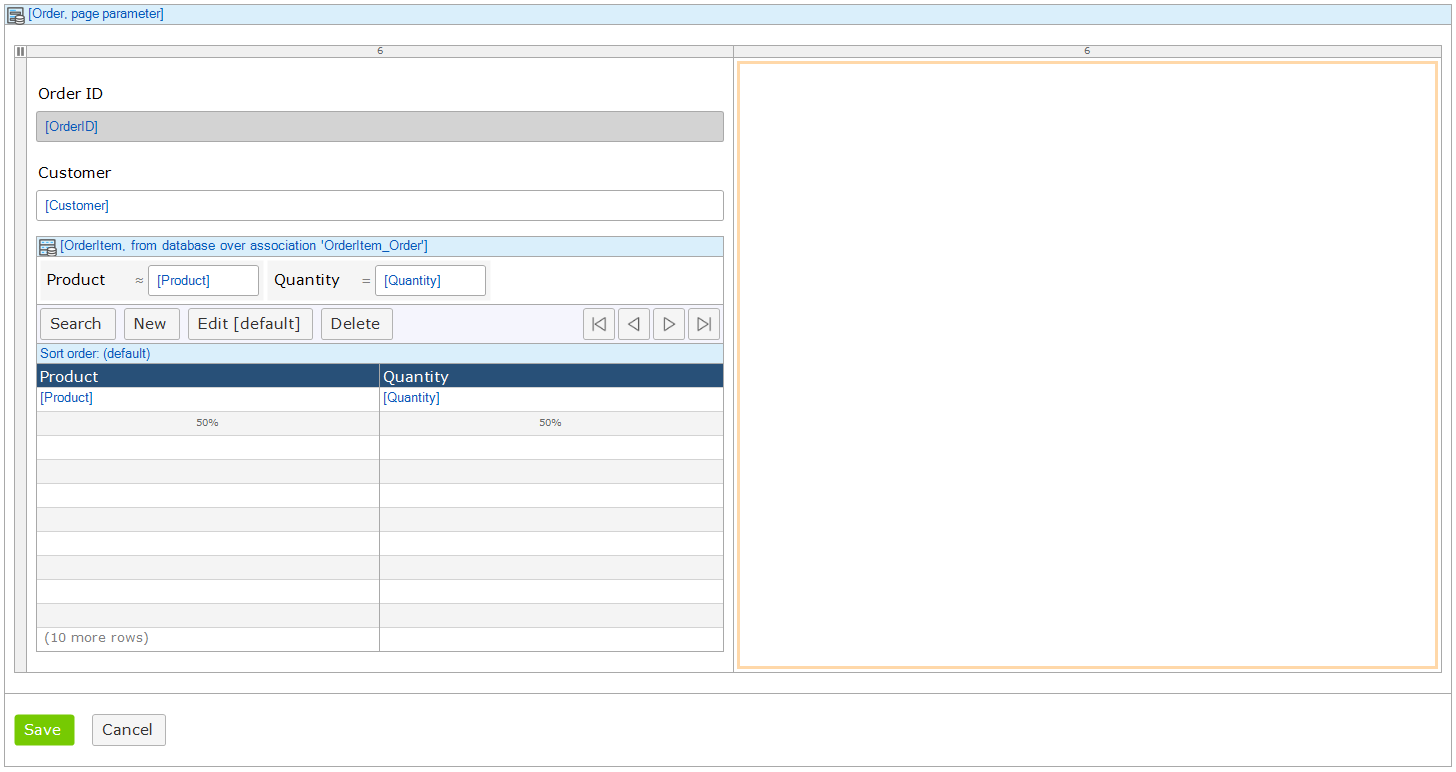 [Order, page parameter]
6 6
Order ID
[OrderID]
Customer
[Customer]
[OrderItem, from database over association 'OrderItem_Order']
Product ≈ [Product] Quantity = [Quantity]
Search New Edit [default] Delete
Sort order: (default)
Product Quantity
[Product] [Quantity]
50% 50%
(10 more rows)
Save Cancel